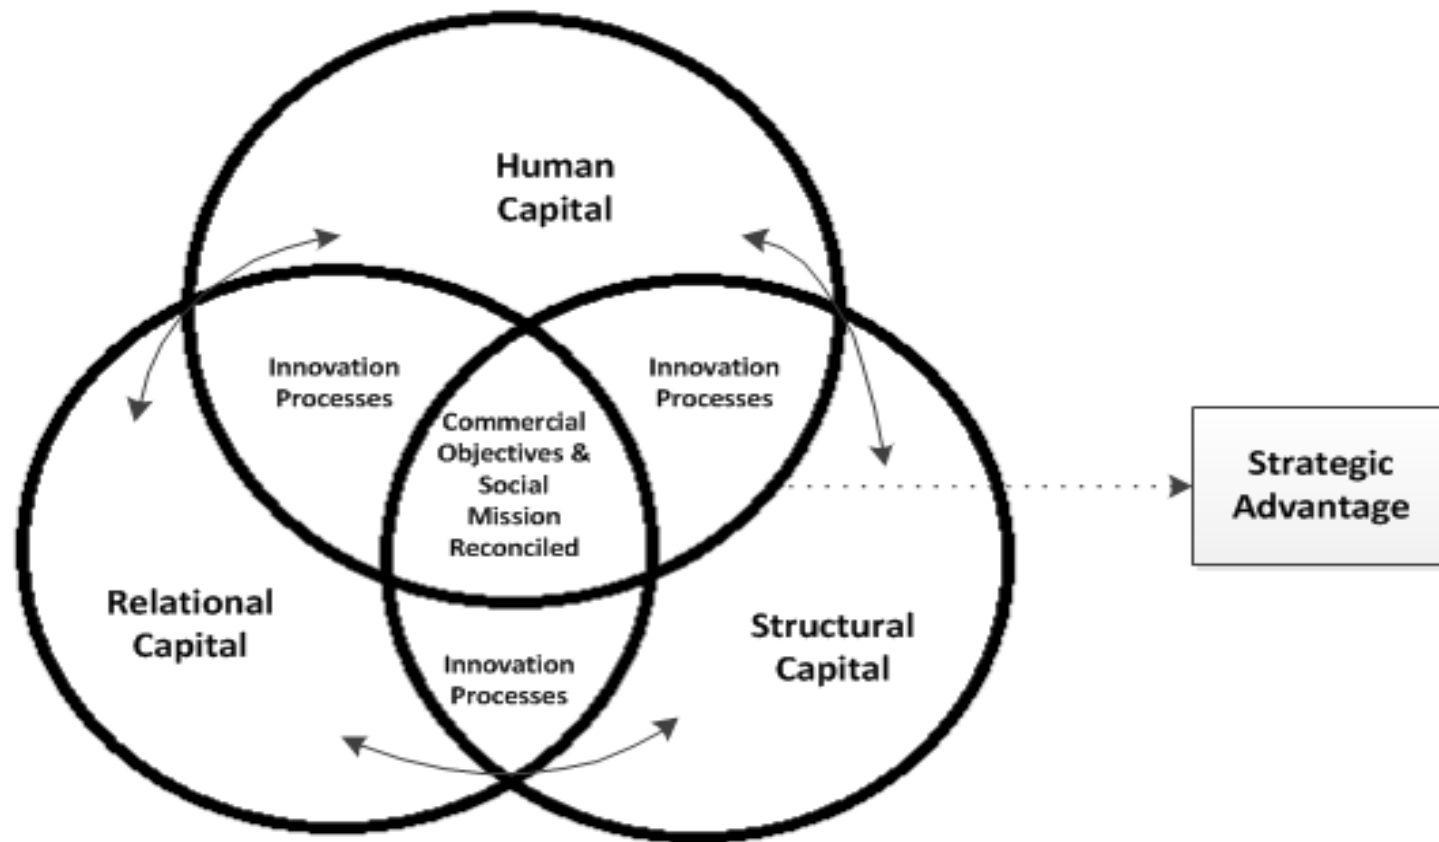 Human
Capital
Innovation
Processes
Innovation
Processes
Commercial
Objectives &
Social
Mission
Reconciled
Strategic
Advantage
Relational
Capital
Structural
Capital
Innovation
Processes